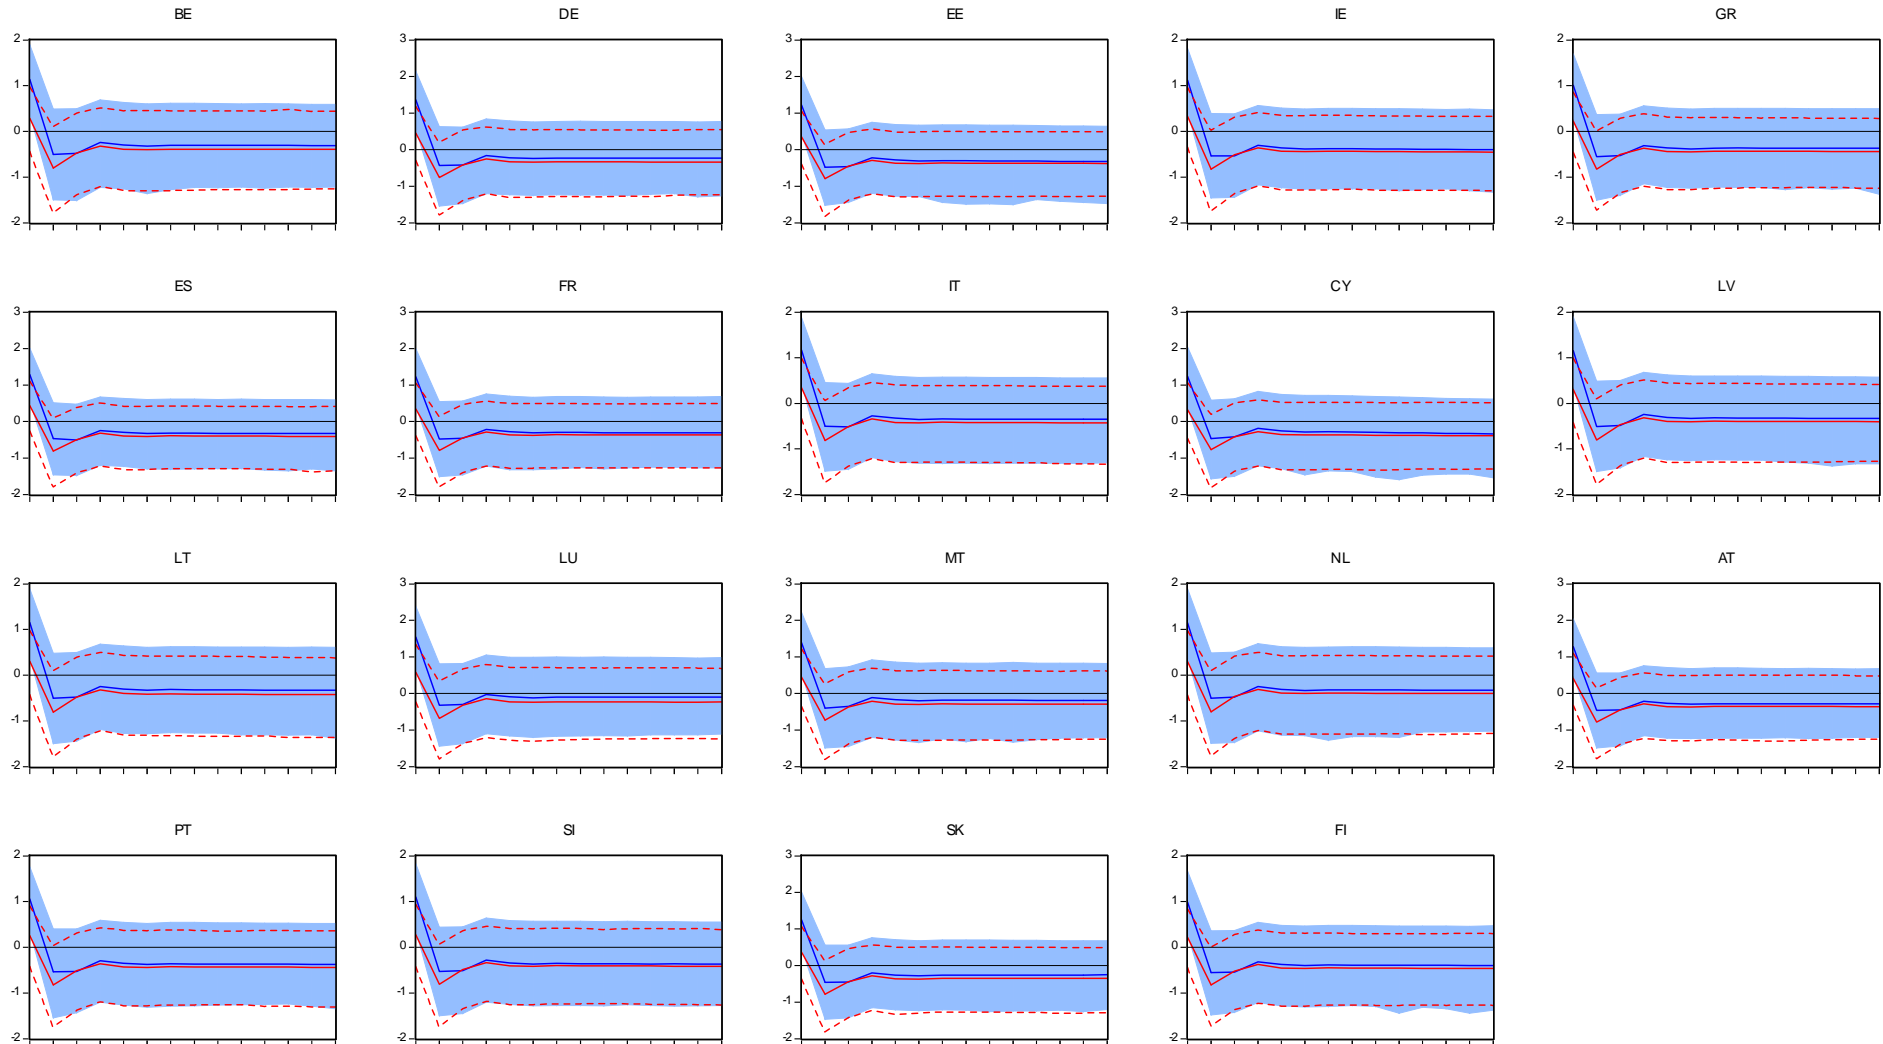 BE DE EE IE GR
2 3 3 2 2
2 2
1 1 1
1 1
0 0 0 0 0
-1 -1 -1 -1 -1
-2 -2 -2 -2 -2
ES FR IT CY LV
3 3 2 3 2
2 2 2
1 1 1 1 1
0 0 0 0 0
-1 -1 -1 -1 -1
-2 -2 -2 -2 -2
LT LU MT NL AT
2 3 3 2 3
2 2 2
1 1 1 1 1
0 0 0 0 0
-1 -1 -1 -1 -1
-2 -2 -2 -2 -2
PT SI SK FI
2 2 3 2
2
1 1 1 1
0 0 0 0
-1 -1 -1 -1
-2 -2 -2 -2